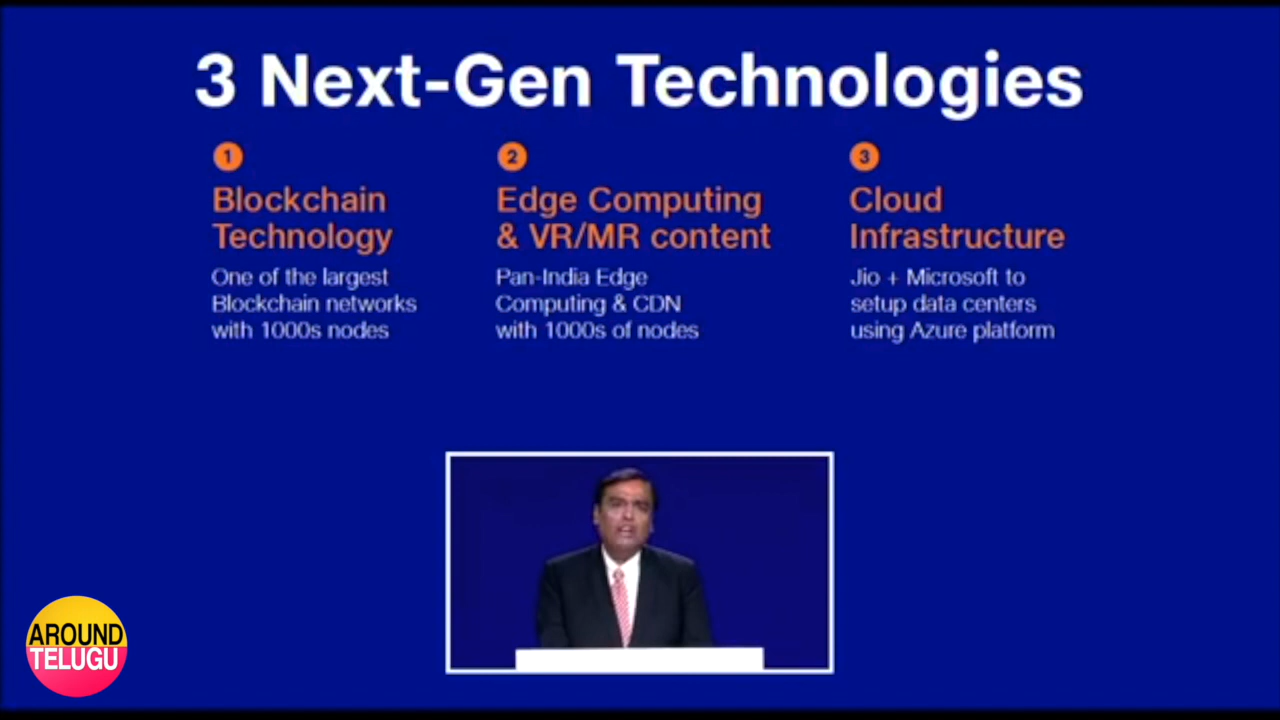 3 Next-Gen Technologies
1
Blockchain
Technology
One of the largest
Blockchain networks
with 1000s nodes
2
Edge Computing
& VR/MR content
Pan-India Edge
Computing & CDN
with 1000s of nodes
3
Cloud
Infrastructure
Jio + Microsoft to
setup data centers
using Azure platform
AROUND
TELUGU